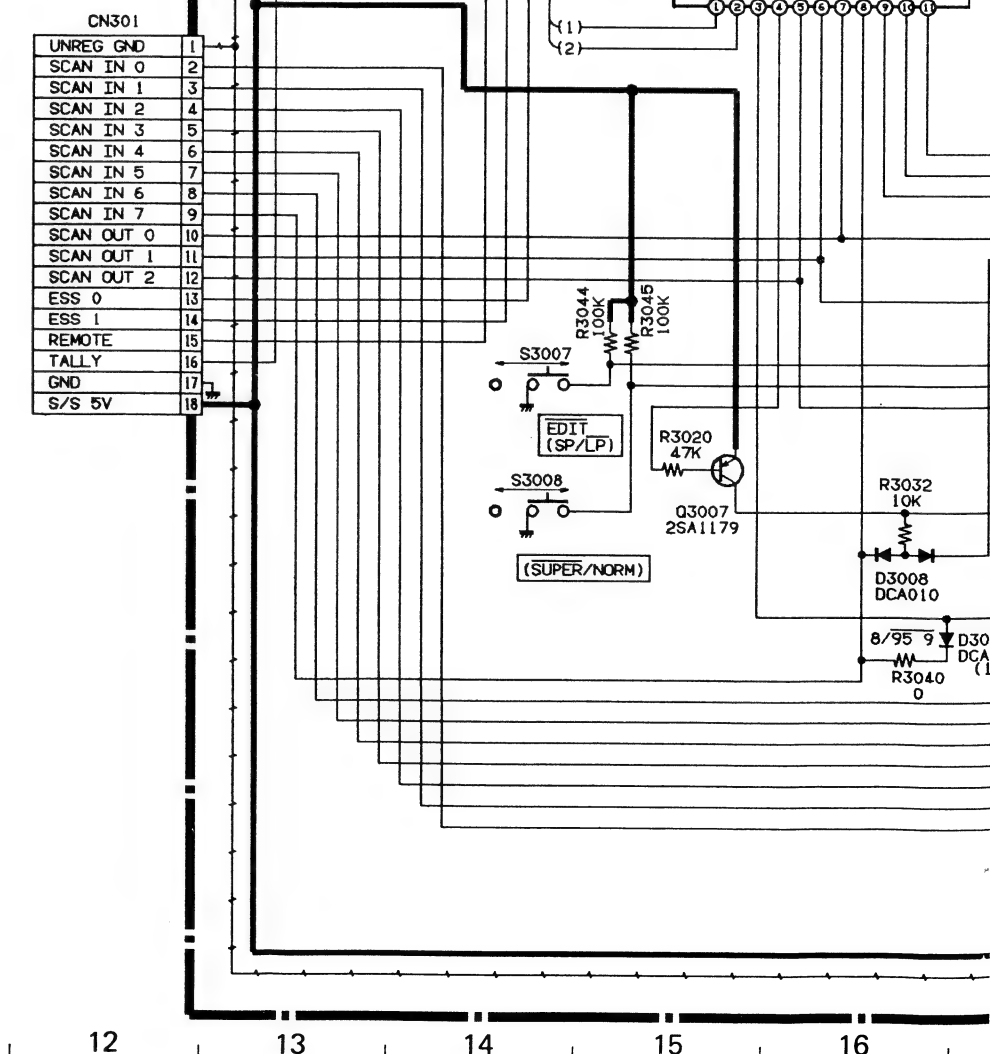 CN301
UNREG GND 1
SCAN IN 0 2
SCAN IN 1 3
SCAN IN 2 4
SCAN IN 3 5
SCAN IN 4 6
SCAN IN 5 7
SCAN IN 6 8
SCAN IN 7 9
SCAN OUT 0 10
SCAN OUT 1 11
SCAN OUT 2 12
ESS 0 13
ESS 1 14
REMOTE 15
TALLY 16
GND 17
S/S 5V 18
1 2 3 4 5 6 7 8 9 10 11
(1)
(2)
R3044
100K
R3045
100K
S3007
EDIT
(SP/LP)
S3008
(SUPER/NORM)
R3020
47K
Q3007
2SA1179
R3032
10K
D3008
DCA010
8/95 9
D30
DCA
(1
R3040
0
12 13 14 15 16